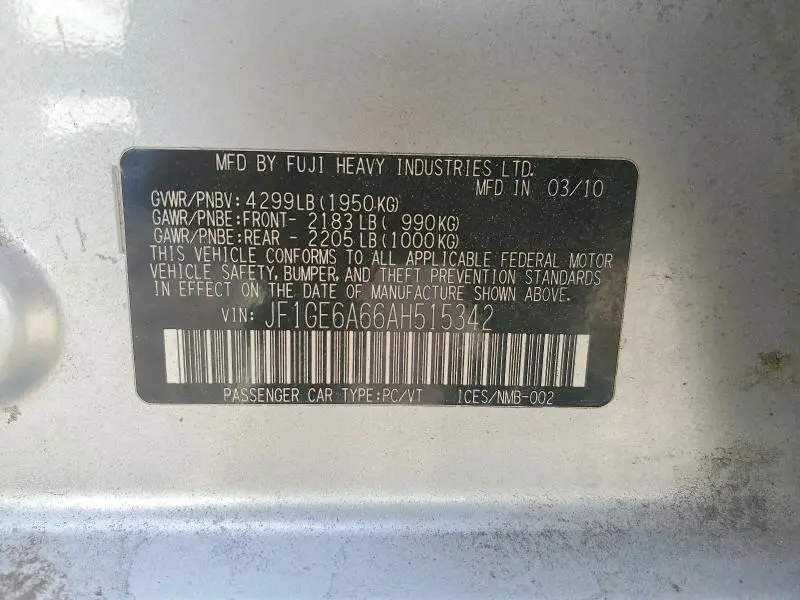 MFD BY FUJI HEAVY INDUSTRIES LTD.
MFD IN 03/10
GVWR/PNBV: 4299LB(1950KG)
GAWR/PNBE:FRONT- 2183LB( 990KG)
GAWR/PNBE:REAR - 2205LB(1000KG)
THIS VEHICLE CONFORMS TO ALL APPLICABLE FEDERAL MOTOR
VEHICLE SAFETY, BUMPER, AND THEFT PREVENTION STANDARDS
IN EFFECT ON THE DATE OF MANUFACTURE SHOWN ABOVE.
VIN: JF1GE6A66AH515342
PASSENGER CAR TYPE:PC/VT ICES/NMB-002